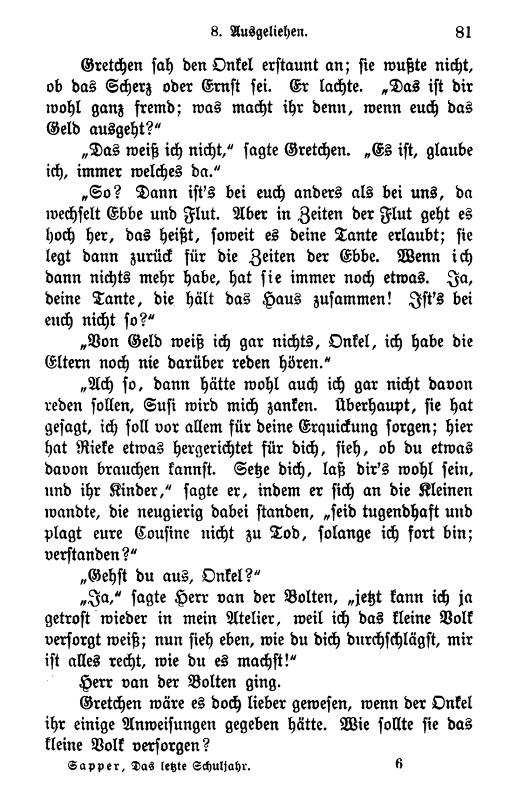 8. Ausgeliehen. 81
Gretchen sah den Onkel erstaunt an; sie wußte nicht,
ob das Scherz oder Ernst sei. Er lachte. „Das ist dir
wohl ganz fremd; was macht ihr denn, wenn euch das
Geld ausgeht?“
„Das weiß ich nicht,“ sagte Gretchen. „Es ist, glaube
ich, immer welches da.“
„So? Dann ist's bei euch anders als bei uns, da
wechselt Ebbe und Flut. Aber in Zeiten der Flut geht es
hoch her, das heißt, soweit es deine Tante erlaubt; sie
legt dann zurück für die Zeiten der Ebbe. Wenn ich
dann nichts mehr habe, hat sie immer noch etwas. Ja,
deine Tante, die hält das Haus zusammen! Ist's bei
euch nicht so?“
„Von Geld weiß ich gar nichts, Onkel, ich habe die
Eltern noch nie darüber reden hören.“
„Ach so, dann hätte wohl auch ich gar nicht davon
reden sollen, Susi wird mich zanken. Überhaupt, sie hat
gesagt, ich soll vor allem für deine Erquickung sorgen; hier
hat Rieke etwas hergerichtet für dich, sieh, ob du etwas
davon brauchen kannst. Setze dich, laß dir's wohl sein,
und ihr Kinder,“ sagte er, indem er sich an die Kleinen
wandte, die neugierig dabei standen, „seid tugendhaft und
plagt eure Cousine nicht zu Tod, solange ich fort bin;
verstanden?“
„Gehst du aus, Onkel?“
„Ja,“ sagte Herr van der Bolten, „jetzt kann ich ja
getrost wieder in mein Atelier, weil ich das kleine Volk
versorgt weiß; nun sieh eben, wie du dich durchschlägst, mir
ist alles recht, wie du es machst!“
Herr van der Bolten ging.
Gretchen wäre es doch lieber gewesen, wenn der Onkel
ihr einige Anweisungen gegeben hätte. Wie sollte sie das
kleine Volk versorgen?
Sapper, Das letzte Schuljahr. 6